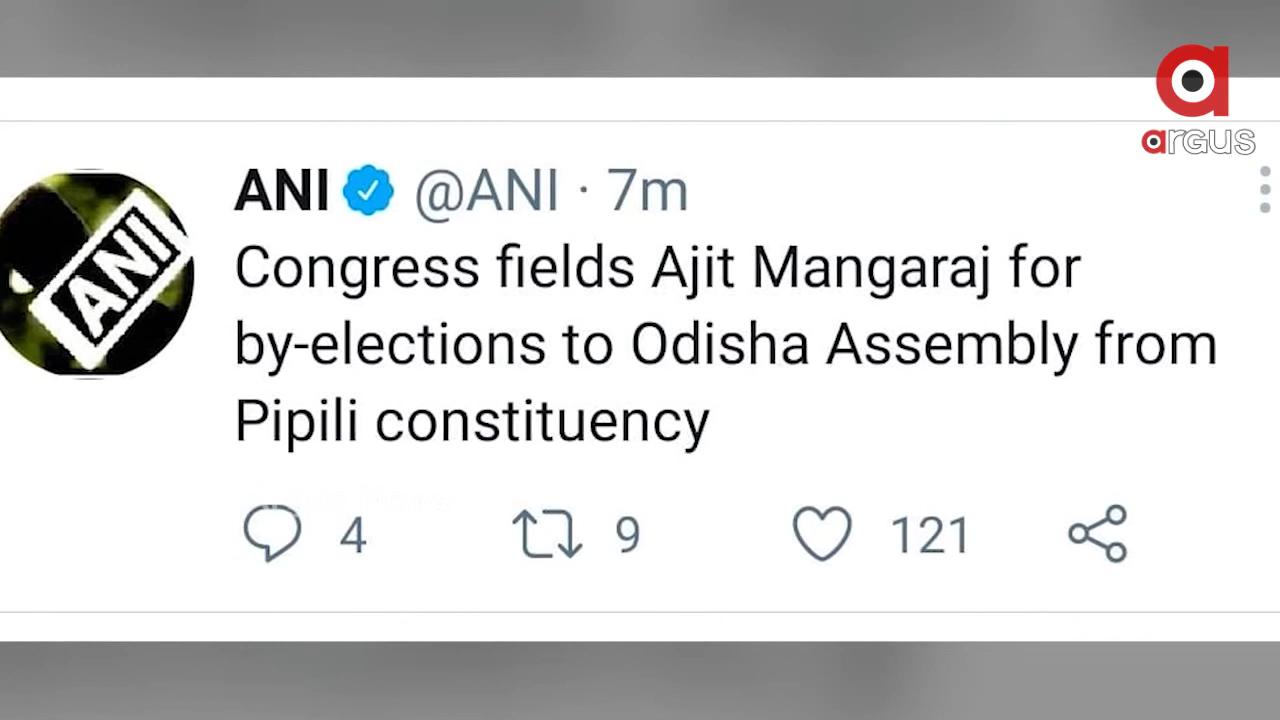 argus
ANI @ANI · 7m
ANI
Congress fields Ajit Mangaraj for
by-elections to Odisha Assembly from
Pipili constituency
4 9 121